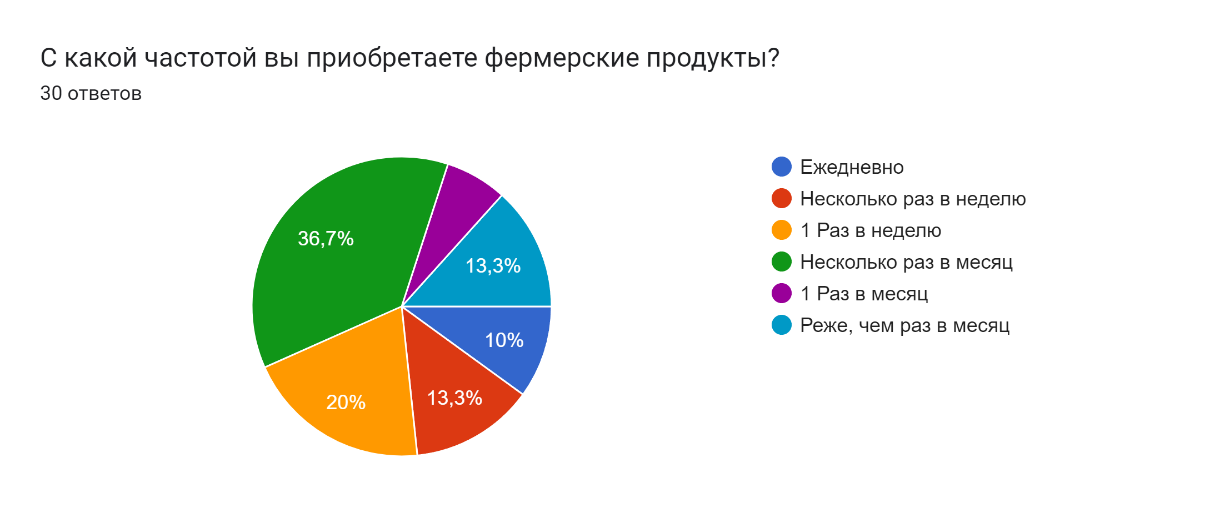 С какой частотой вы приобретаете фермерские продукты?
30 ответов
36,7%
13,3%
10%
13,3%
20%
Ежедневно
Несколько раз в неделю
1 Раз в неделю
Несколько раз в месяц
1 Раз в месяц
Реже, чем раз в месяц